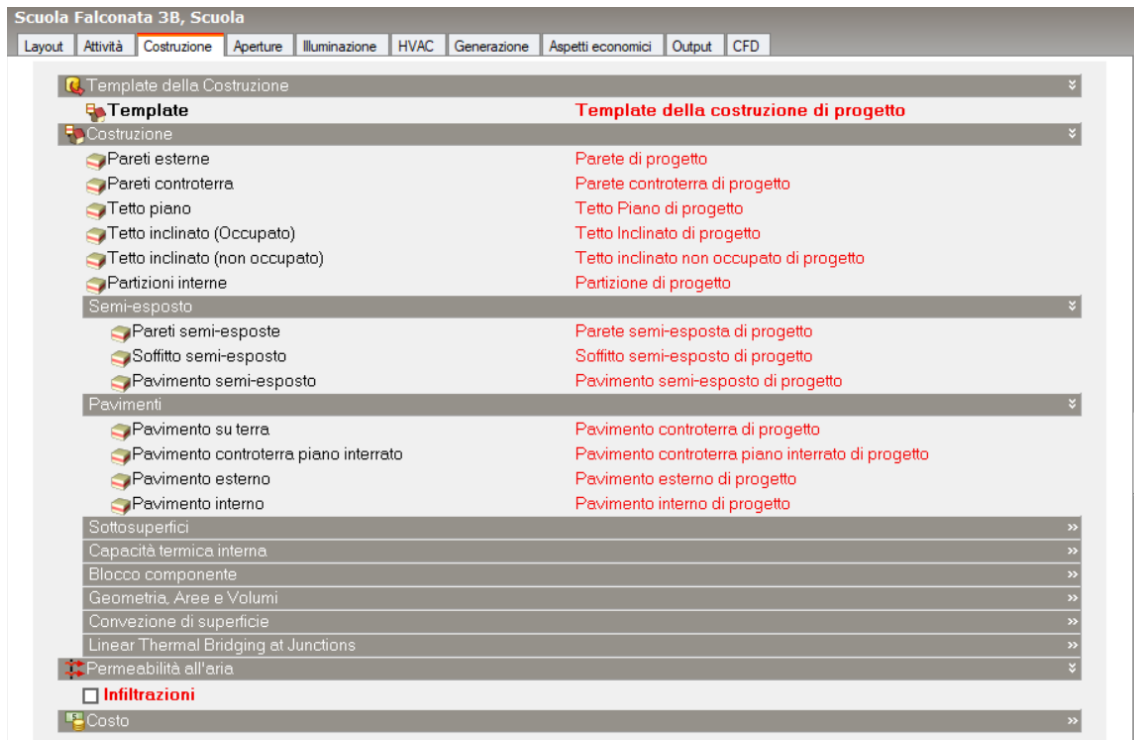 Scuola Falconata 3B, Scuola
Layout Attività Costruzione Aperture Illuminazione HVAC Generazione Aspetti economici Output CFD
Template della Costruzione
Template Template della costruzione di progetto
Costruzione
Pareti esterne Parete di progetto
Pareti controterra Parete controterra di progetto
Tetto piano Tetto Piano di progetto
Tetto inclinato (Occupato) Tetto Inclinato di progetto
Tetto inclinato (non occupato) Tetto inclinato non occupato di progetto
Partizioni interne Partizione di progetto
Semi-esposto
Pareti semi-esposte Parete semi-esposta di progetto
Soffitto semi-esposto Soffitto semi-esposto di progetto
Pavimento semi-esposto Pavimento semi-esposto di progetto
Pavimenti
Pavimento su terra Pavimento controterra di progetto
Pavimento controterra piano interrato Pavimento controterra piano interrato di progetto
Pavimento esterno Pavimento esterno di progetto
Pavimento interno Pavimento interno di progetto
Sottosuperfici
Capacità termica interna
Blocco componente
Geometria, Aree e Volumi
Convezione di superficie
Linear Thermal Bridging at Junctions
Permeabilità all'aria
Infiltrazioni
Costo